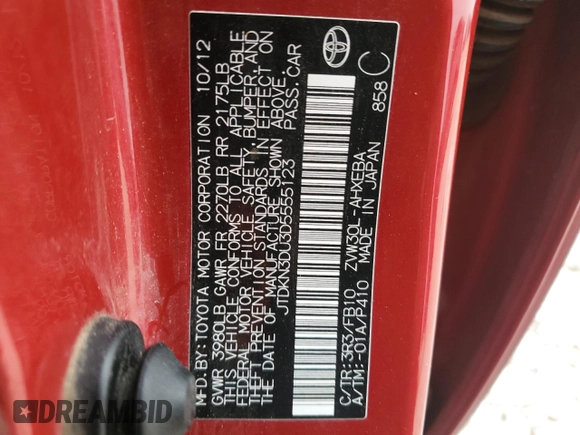 MFD.BY:TOYOTA MOTOR CORPORATION 10/12
GVWR 3980LB GAWR FR 2270LB RR 2175LB
THIS VEHICLE CONFORMS TO ALL APPLICABLE
FEDERAL MOTOR VEHICLE SAFETY, BUMPER, AND
THEFT PREVENTION STANDARDS IN EFFECT ON
THE DATE OF MANUFACTURE SHOWN ABOVE.
JTDKN3DU3D5555123 PASS.CAR
C/TR:3G3/FB10 ZVW30L-AHXEBA
A/TM:-01A/P410 MADE IN JAPAN
858 C
DREAMBID